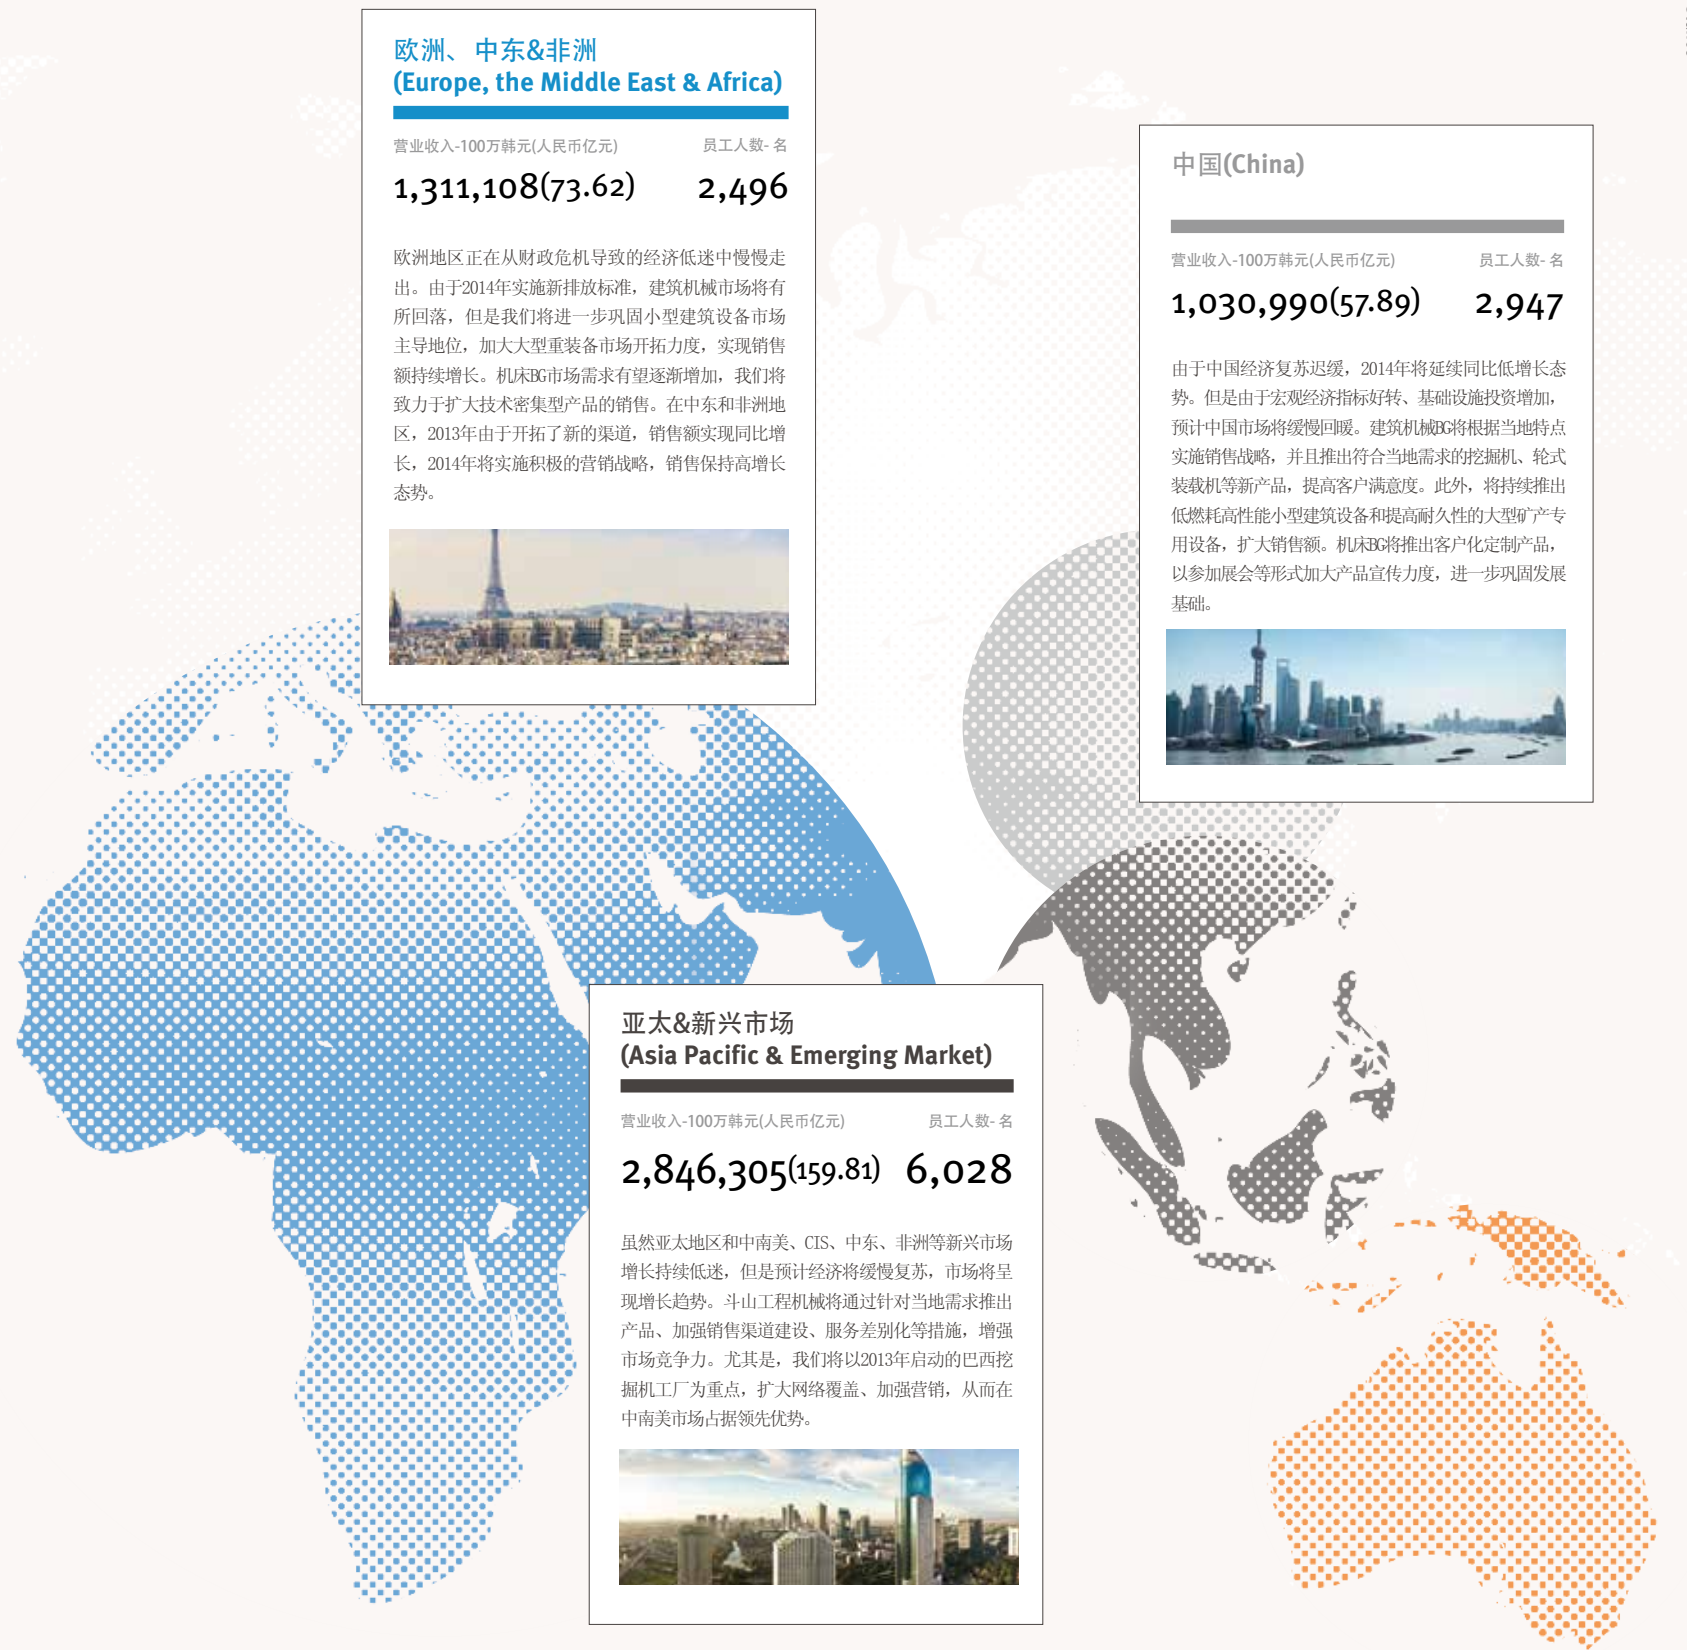 欧洲、中东&非洲
(Europe, the Middle East & Africa)
营业收入-100万韩元(人民币亿元) 员工人数- 名
1,311,108(73.62) 2,496
欧洲地区正在从财政危机导致的经济低迷中慢慢走
出。由于2014年实施新排放标准，建筑机械市场将有
所回落，但是我们将进一步巩固小型建筑设备市场
主导地位，加大大型重装备市场开拓力度，实现销售
额持续增长。机床BG市场需求有望逐渐增加，我们将
致力于扩大技术密集型产品的销售。在中东和非洲地
区，2013年由于开拓了新的渠道，销售额实现同比增
长，2014年将实施积极的营销战略，销售保持高增长
态势。
中国(China)
营业收入-100万韩元(人民币亿元) 员工人数- 名
1,030,990(57.89) 2,947
由于中国经济复苏迟缓，2014年将延续同比低增长态
势。但是由于宏观经济指标好转、基础设施投资增加，
预计中国市场将缓慢回暖。建筑机械BG将根据当地特点
实施销售战略，并且推出符合当地需求的挖掘机、轮式
装载机等新产品，提高客户满意度。此外，将持续推出
低燃耗高性能小型建筑设备和提高耐久性的大型矿产专
用设备，扩大销售额。机床BG将推出客户化定制产品，
以参加展会等形式加大产品宣传力度，进一步巩固发展
基础。
亚太&新兴市场
(Asia Pacific & Emerging Market)
营业收入-100万韩元(人民币亿元) 员工人数- 名
2,846,305(159.81) 6,028
虽然亚太地区和中南美、CIS、中东、非洲等新兴市场
增长持续低迷，但是预计经济将缓慢复苏，市场将呈
现增长趋势。斗山工程机械将通过针对当地需求推出
产品、加强销售渠道建设、服务差别化等措施，增强
市场竞争力。尤其是，我们将以2013年启动的巴西挖
掘机工厂为重点，扩大网络覆盖、加强营销，从而在
中南美市场占据领先优势。